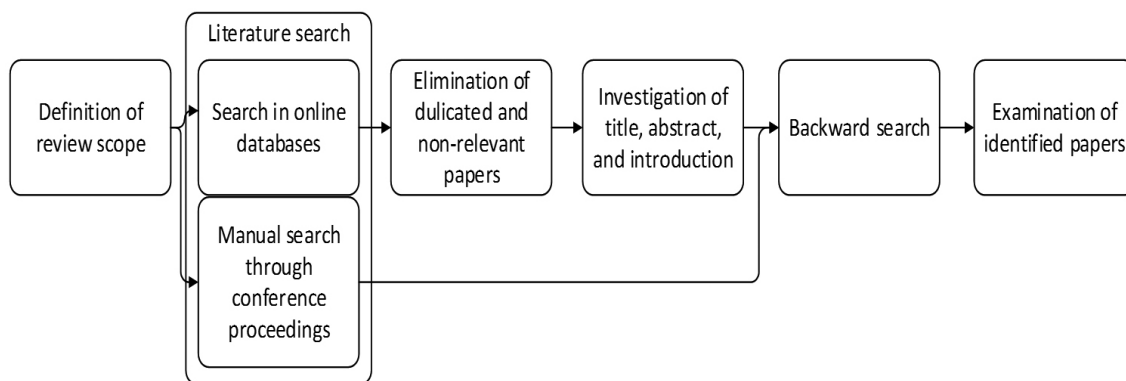 Literature search
Definition of
review scope
Search in online
databases
Manual search
through
conference
proceedings
Elimination of
dulicated and
non-relevant
papers
Investigation of
title, abstract,
and introduction
Backward search
Examination of
identified papers